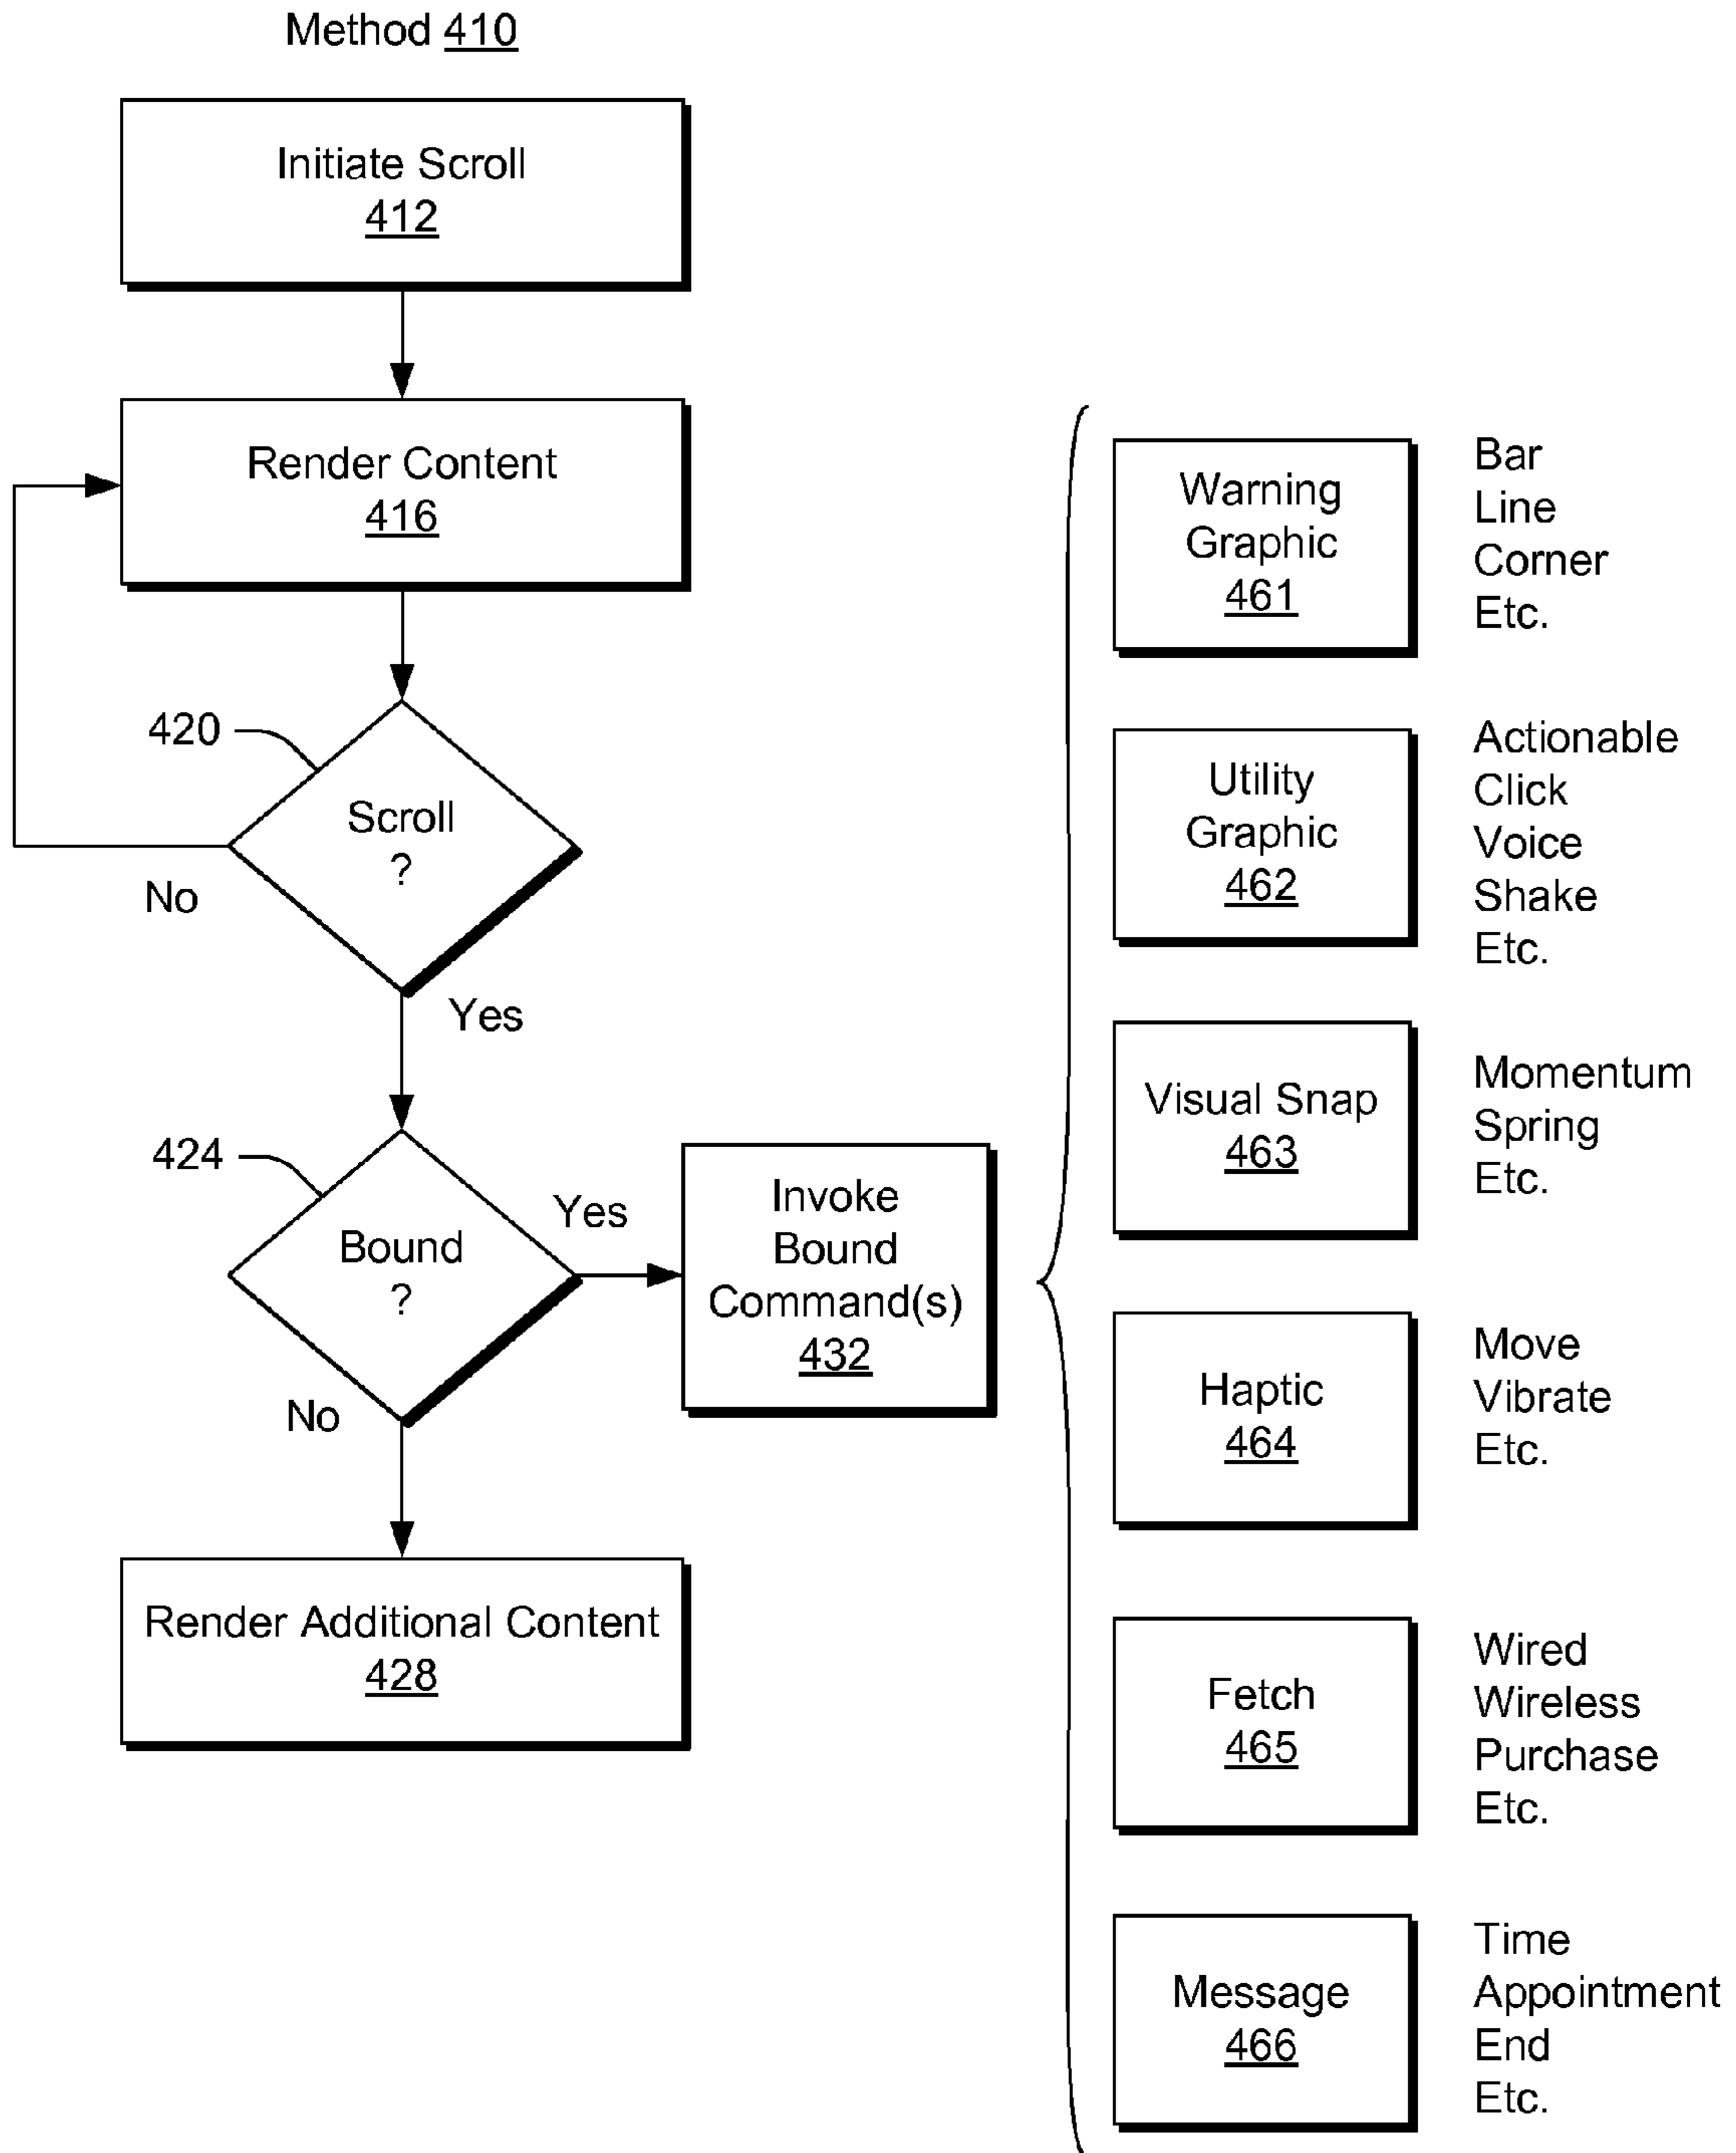 Method 410
Initiate Scroll
412
Render Content
416
420
Scroll
?
No
Yes
424
Bound
?
Yes
No
Invoke
Bound
Command(s)
432
Render Additional Content
428
Warning
Graphic
461
Bar
Line
Corner
Etc.
Utility
Graphic
462
Actionable
Click
Voice
Shake
Etc.
Visual Snap
463
Momentum
Spring
Etc.
Haptic
464
Move
Vibrate
Etc.
Fetch
465
Wired
Wireless
Purchase
Etc.
Message
466
Time
Appointment
End
Etc.